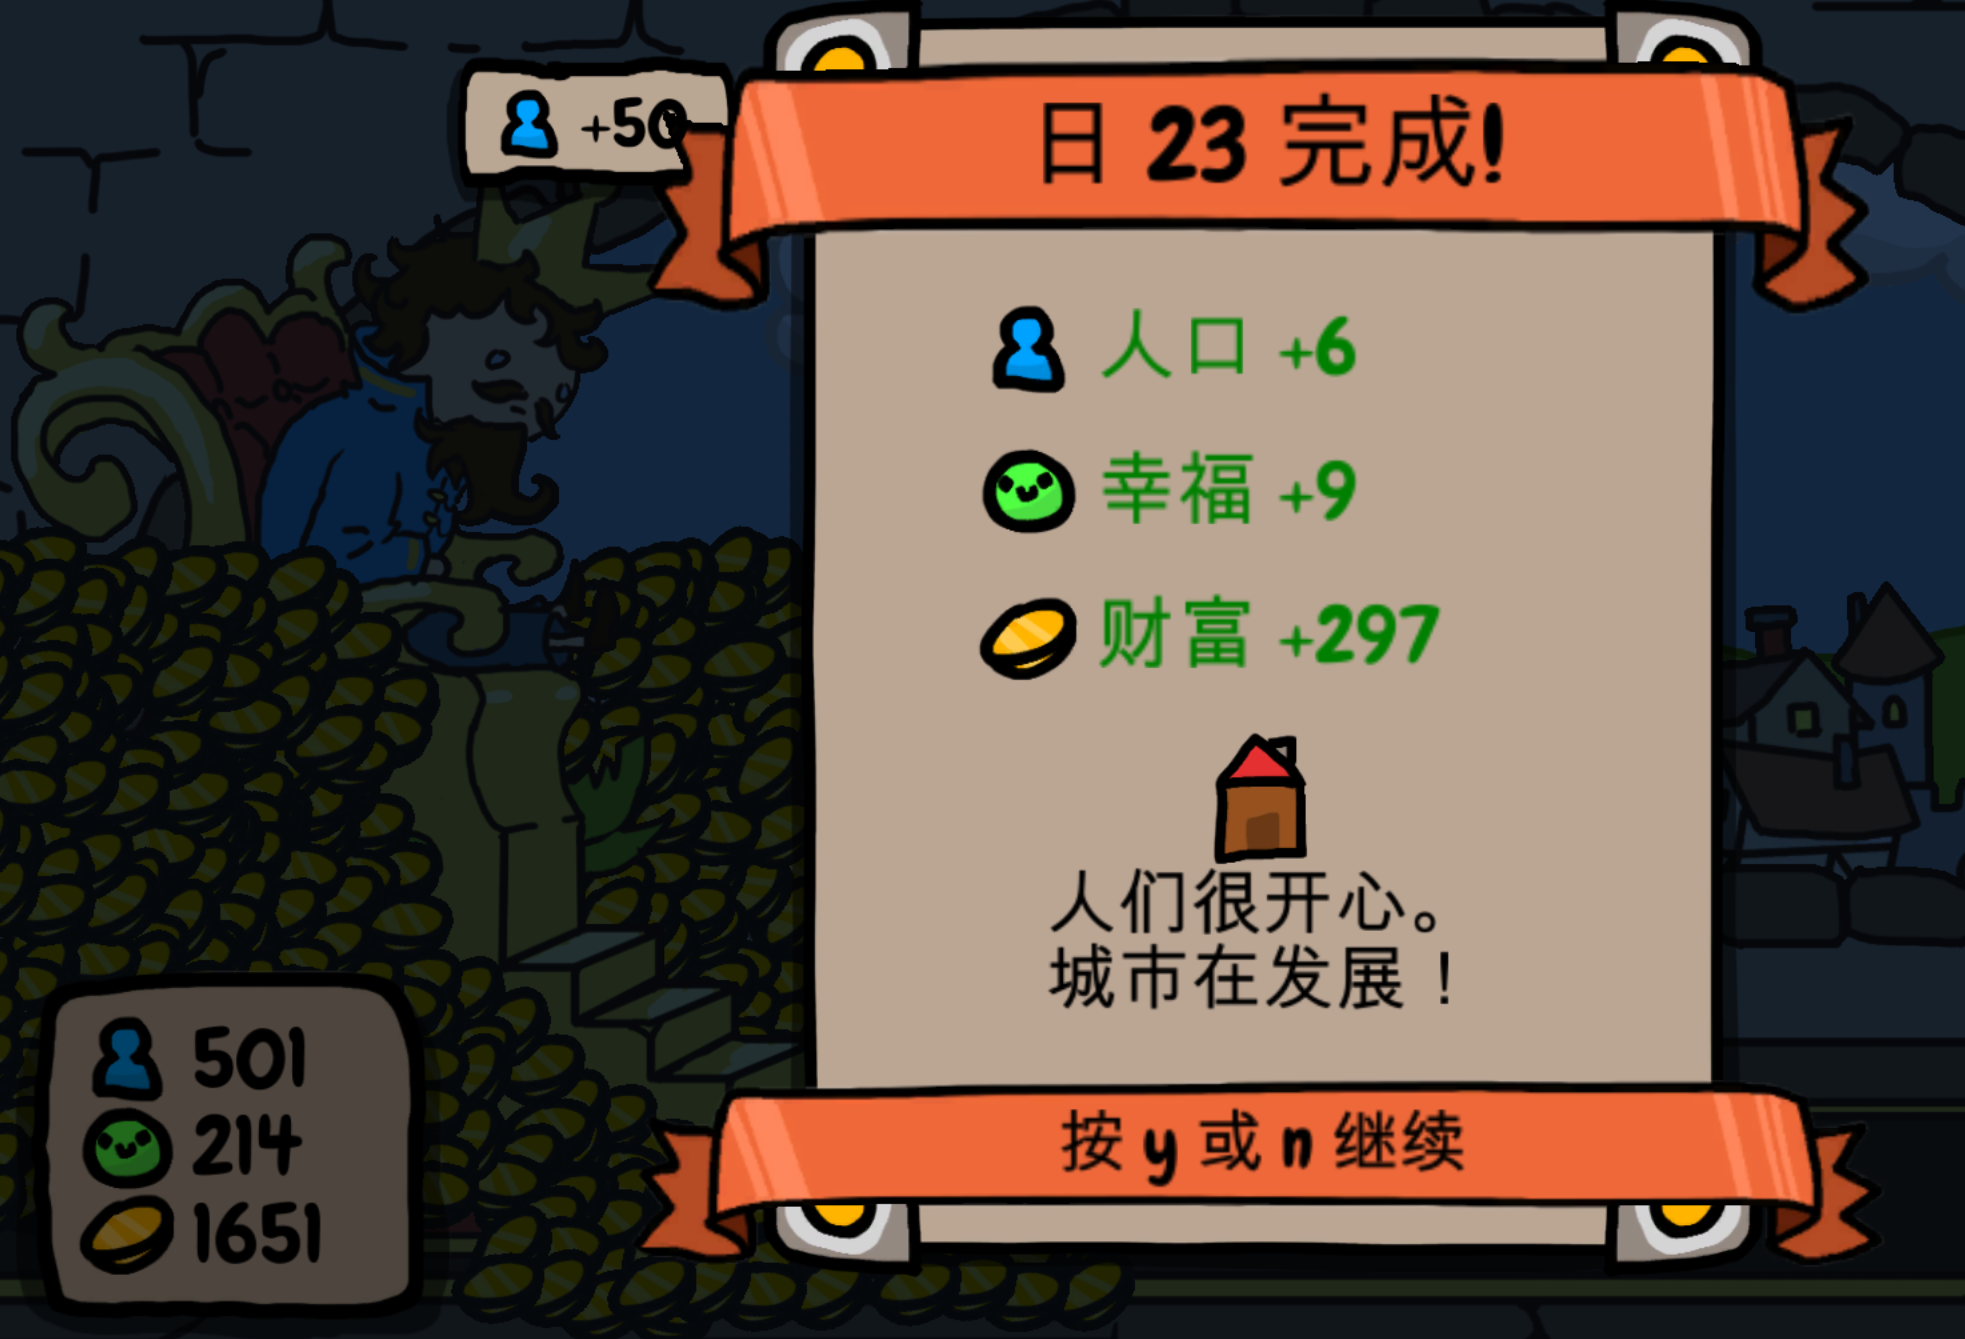 +50
日 23 完成!
人口 +6
幸福 +9
财富 +297
人们很开心。
城市在发展！
501
214
1651
按 y 或 n 继续